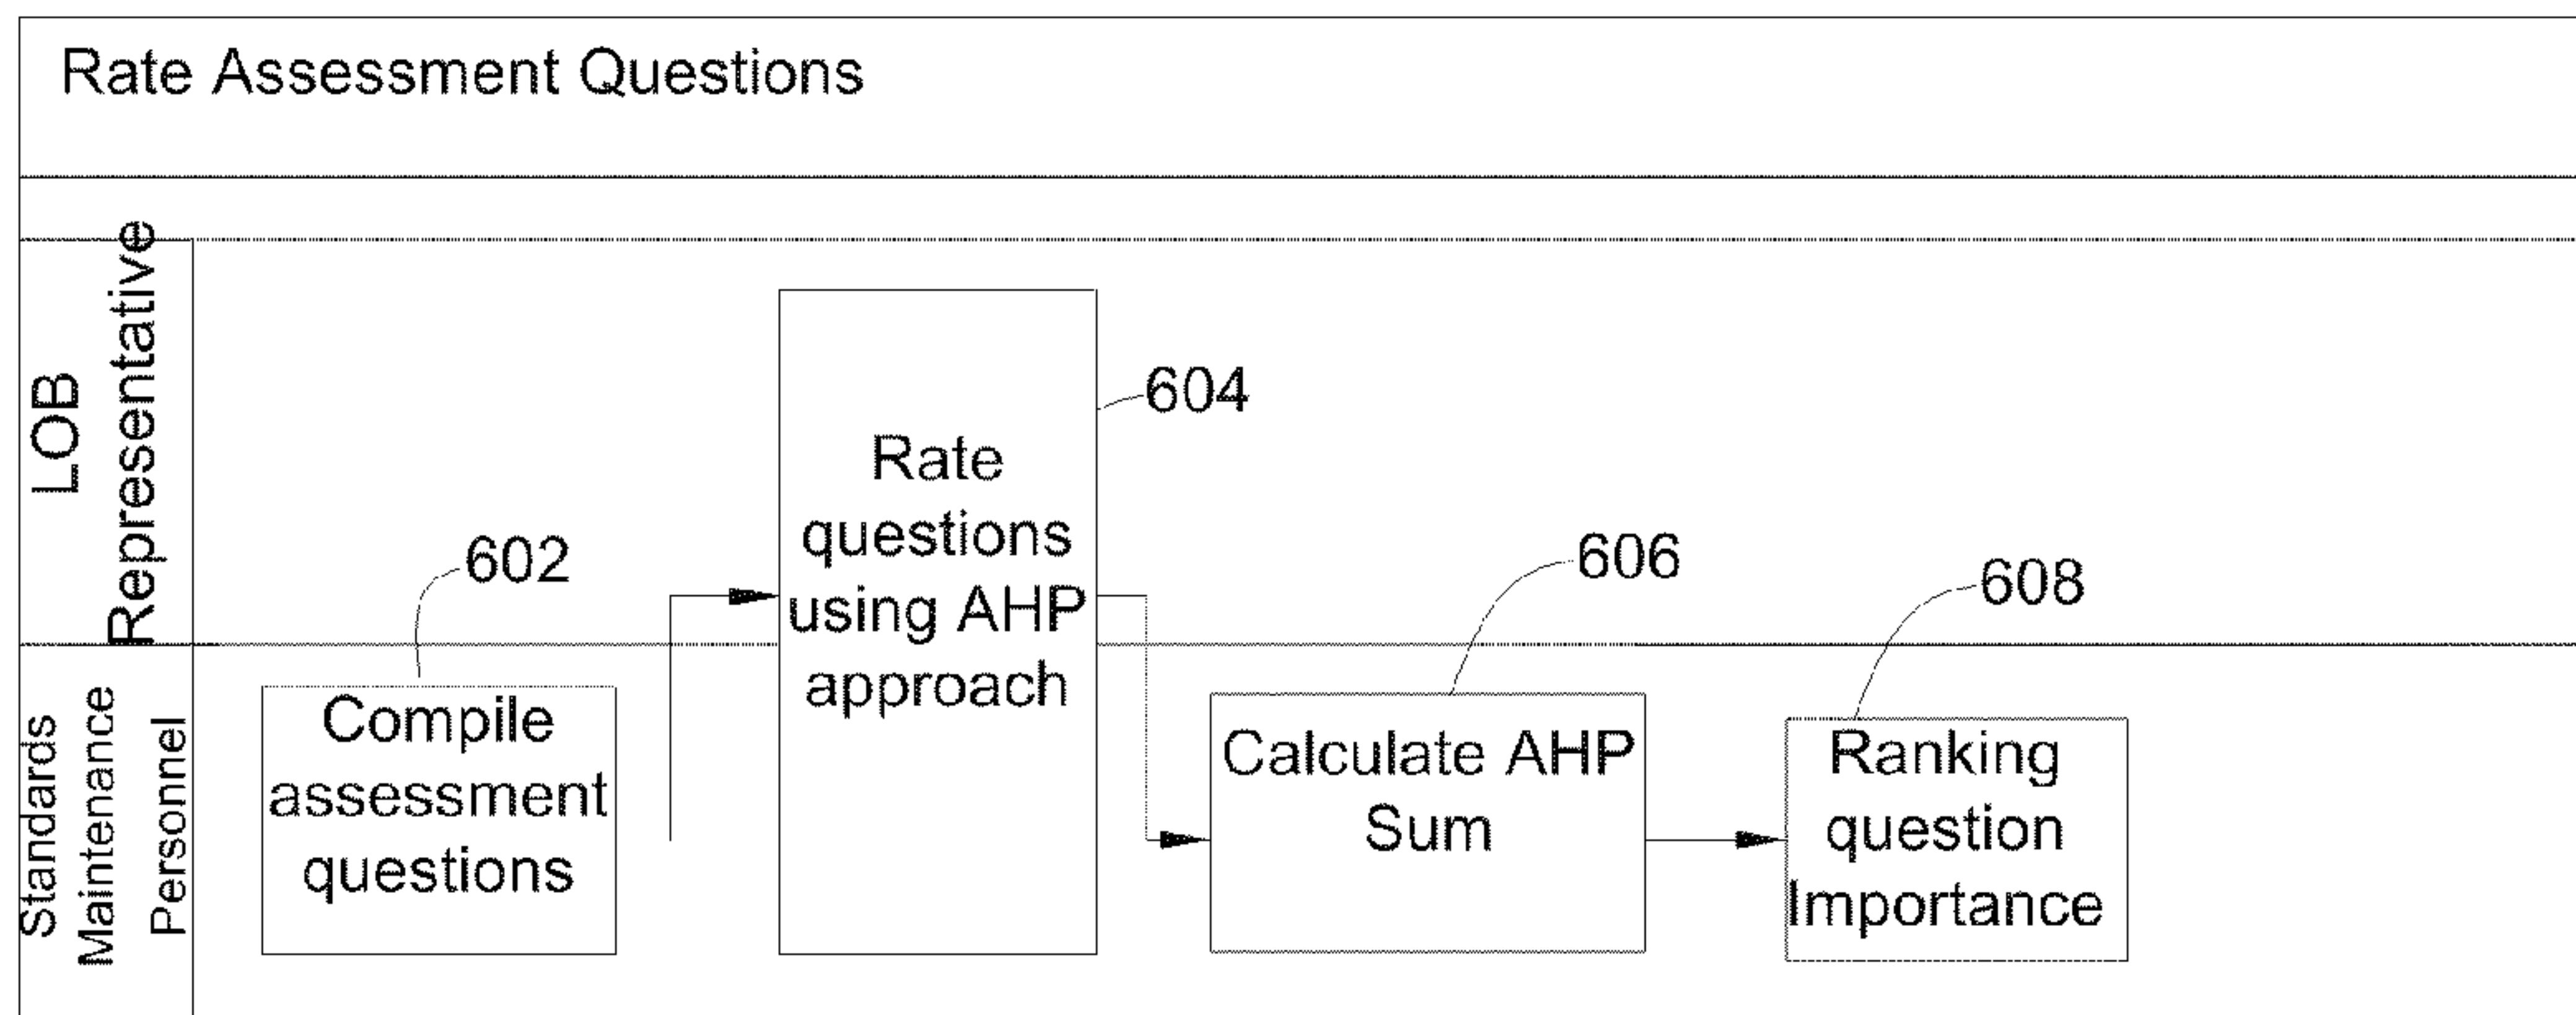 Rate Assessment Questions
LOB
Representative
604
Rate
questions
using AHP
approach
602
606
608
Standards
Maintenance
Personnel
Compile
assessment
questions
Calculate AHP
Sum
Ranking
question
Importance